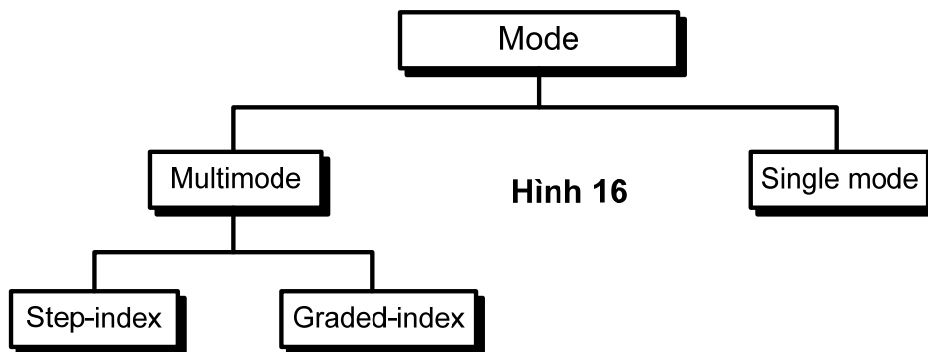 Mode
Multimode
Hình 16
Single mode
Step-index
Graded-index